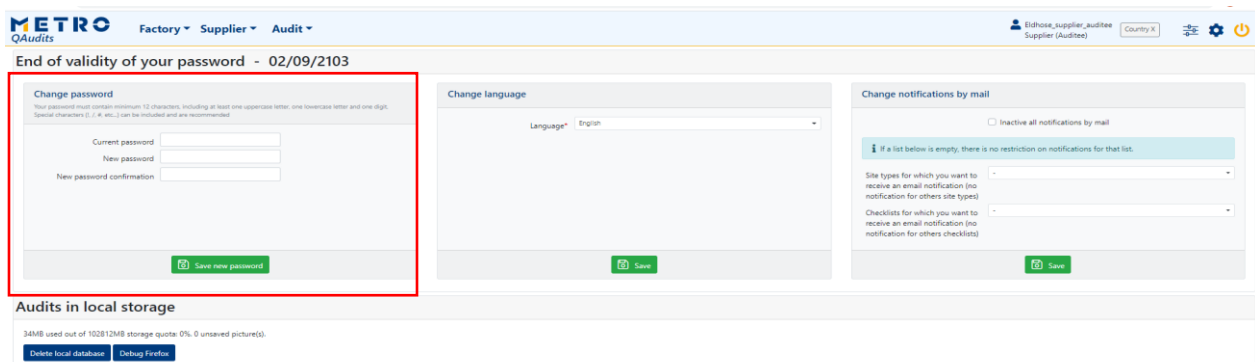 METRO
QAudits
Factory Supplier Audit
Eldhose_supplier_auditee
Supplier (Auditee)
Country X
End of validity of your password - 02/09/2103
Change password
Your password must contain minimum 12 characters, including at least one uppercase letter, one lowercase letter and one digit.
Special characters (!, /, #, etc...) can be included and are recommended
Current password
New password
New password confirmation
Save new password
Change language
Language* English
Save
Change notifications by mail
Inactive all notifications by mail
i If a list below is empty, there is no restriction on notifications for that list.
Site types for which you want to
receive an email notification (no
notification for others site types)
-
Checklists for which you want to
receive an email notification (no
notification for others checklists)
-
Save
Audits in local storage
34MB used out of 102812MB storage quota: 0%. 0 unsaved picture(s).
Delete local database Debug Firefox